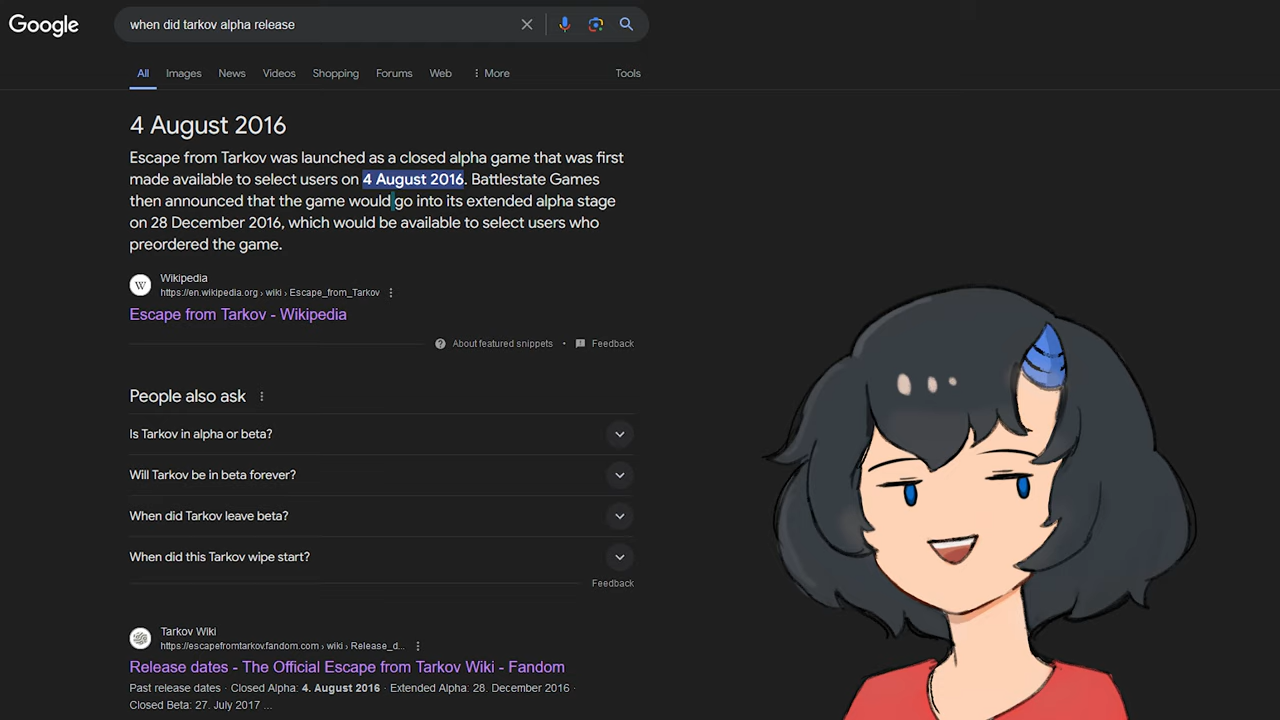 Google
when did tarkov alpha release
All Images News Videos Shopping Forums Web More Tools
4 August 2016
Escape from Tarkov was launched as a closed alpha game that was first
made available to select users on 4 August 2016. Battlestate Games
then announced that the game would go into its extended alpha stage
on 28 December 2016, which would be available to select users who
preordered the game.
W
Wikipedia
https://en.wikipedia.org › wiki › Escape_from_Tarkov
Escape from Tarkov - Wikipedia
About featured snippets • Feedback
People also ask
Is Tarkov in alpha or beta?
Will Tarkov be in beta forever?
When did Tarkov leave beta?
When did this Tarkov wipe start?
Feedback
Tarkov Wiki
https://escapefromtarkov.fandom.com › wiki › Release_d...
Release dates - The Official Escape from Tarkov Wiki - Fandom
Past release dates · Closed Alpha: 4. August 2016 · Extended Alpha: 28. December 2016 ·
Closed Beta: 27. July 2017 ...